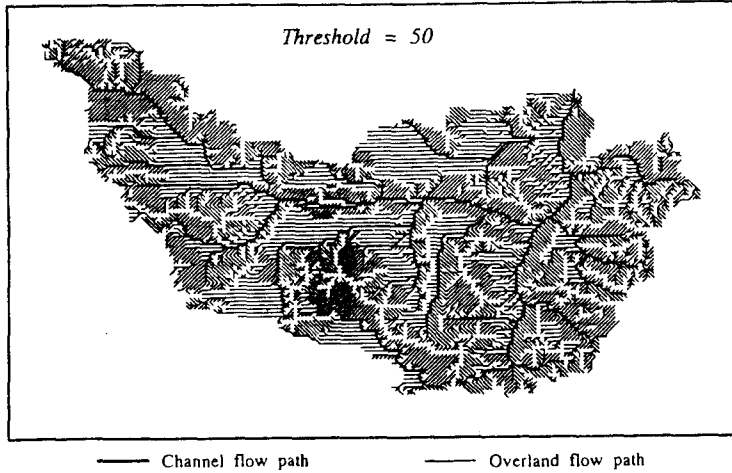 Threshold = 50
Channel flow path
Overland flow path